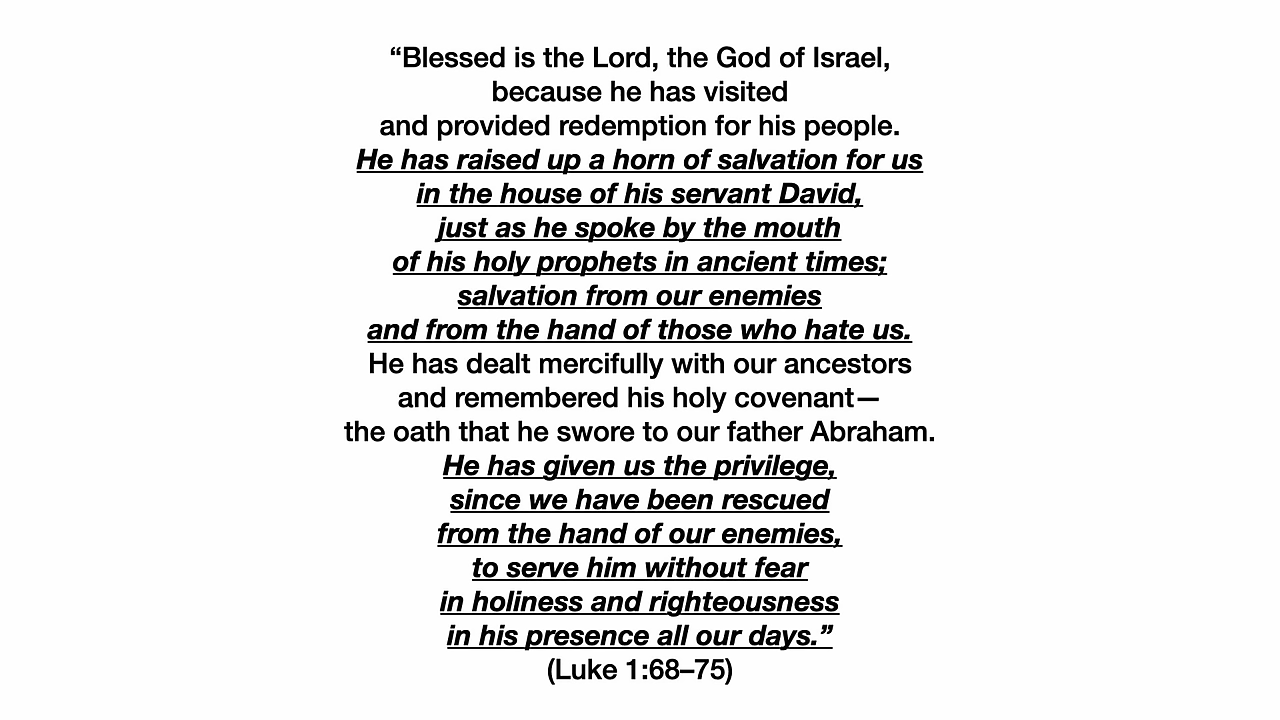 “Blessed is the Lord, the God of Israel,
because he has visited
and provided redemption for his people.
He has raised up a horn of salvation for us
in the house of his servant David,
just as he spoke by the mouth
of his holy prophets in ancient times;
salvation from our enemies
and from the hand of those who hate us.
He has dealt mercifully with our ancestors
and remembered his holy covenant—
the oath that he swore to our father Abraham.
He has given us the privilege,
since we have been rescued
from the hand of our enemies,
to serve him without fear
in holiness and righteousness
in his presence all our days.”
(Luke 1:68–75)